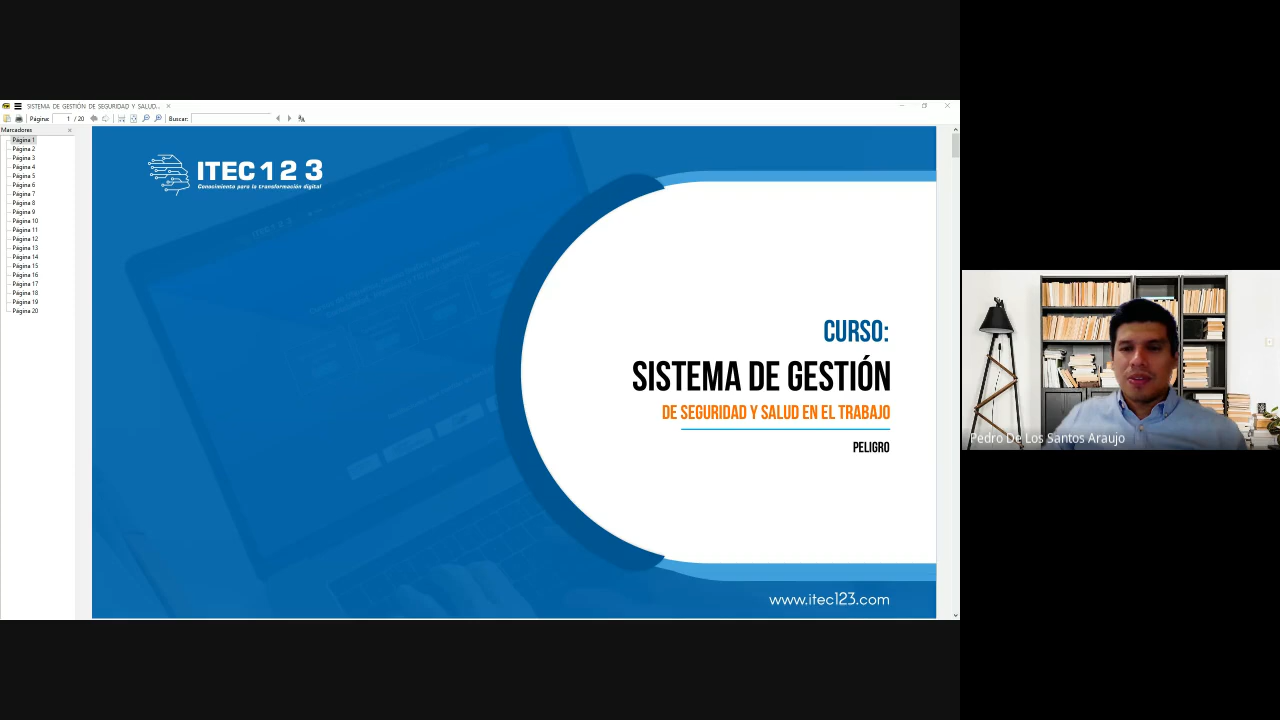 SISTEMA DE GESTIÓN DE SEGURIDAD Y SALUD...
Página: 1 / 20 Buscar:
Marcadores
Página 1
Página 2
Página 3
Página 4
Página 5
Página 6
Página 7
Página 8
Página 9
Página 10
Página 11
Página 12
Página 13
Página 14
Página 15
Página 16
Página 17
Página 18
Página 19
Página 20
ITEC 1 2 3
Conocimiento para la transformación digital
CURSO:
SISTEMA DE GESTIÓN
DE SEGURIDAD Y SALUD EN EL TRABAJO
PELIGRO
www.itec123.com
Pedro De Los Santos Araujo